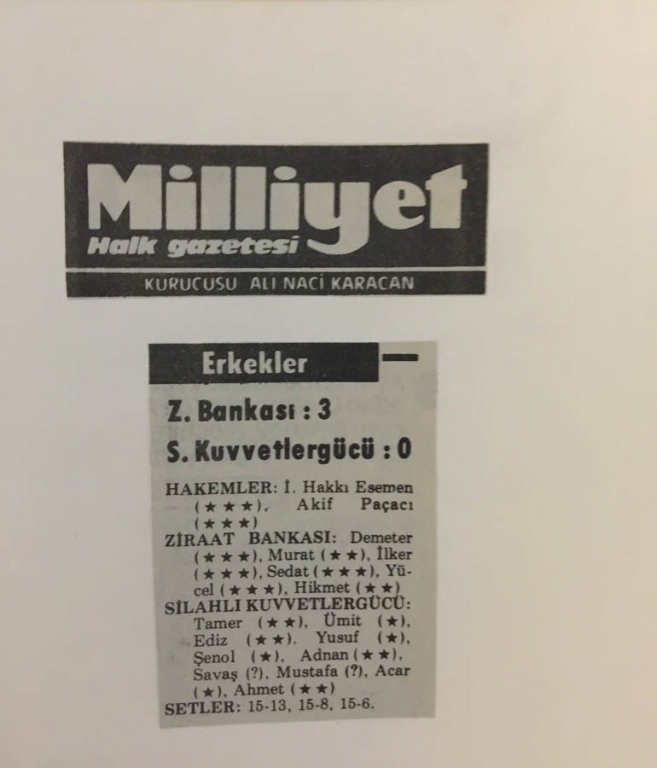 Milliyet
Halk gazetesi
KURUCUSU ALİ NACİ KARACAN
Erkekler
Z. Bankası : 3
S. Kuvvetlergücü : 0
HAKEMLER: İ. Hakkı Esemen
(★★★), Akif Paçacı
(★★★)
ZİRAAT BANKASI: Demeter
(★★★), Murat (★★), İlker
(★★★), Sedat (★★★), Yü-
cel (★★★), Hikmet (★★)
SİLAHLI KUVVETLERGÜCÜ:
Tamer (★★), Ümit (★),
Ediz (★★), Yusuf (★),
Şenol (★), Adnan (★★),
Savaş (?), Mustafa (?), Acar
(★), Ahmet (★★)
SETLER: 15-13, 15-8, 15-6.